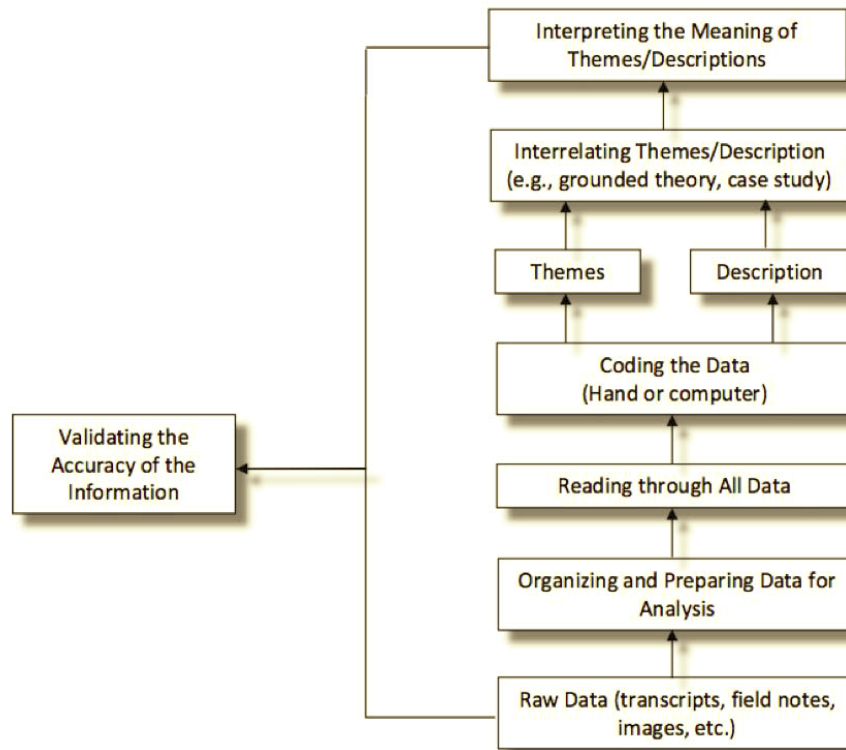 Interpreting the Meaning of
Themes/Descriptions
Interrelating Themes/Description
(e.g., grounded theory, case study)
Themes
Description
Coding the Data
(Hand or computer)
Validating the
Accuracy of the
Information
Reading through All Data
Organizing and Preparing Data for
Analysis
Raw Data (transcripts, field notes,
images, etc.)